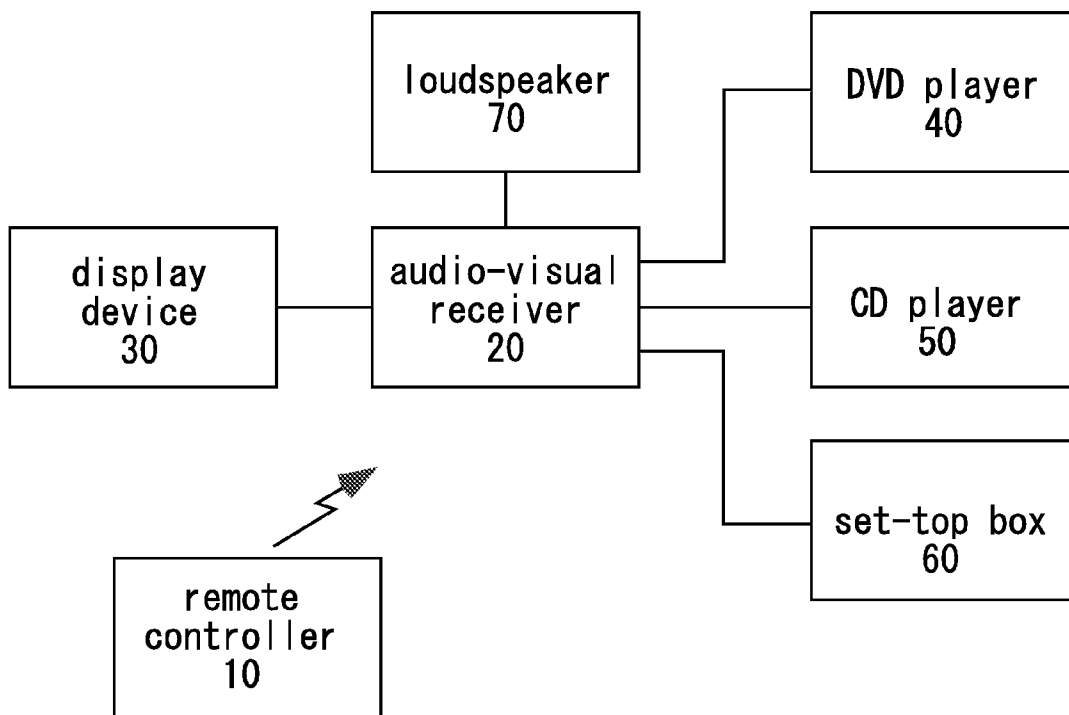 loudspeaker
70
DVD player
40
display
device
30
audio-visual
receiver
20
CD player
50
set-top box
60
remote
controller
10